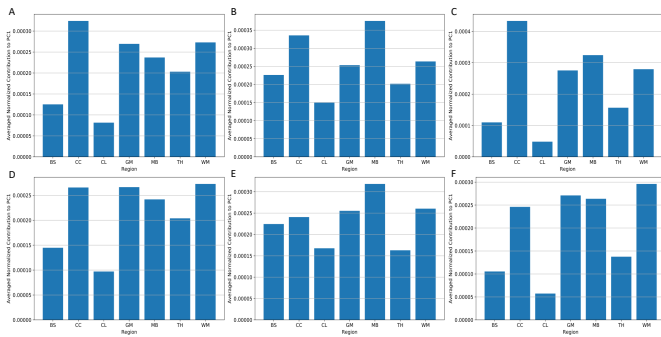 A
Averaged Normalized Contribution to PC1
0.00030
0.00025
0.00020
0.00015
0.00010
0.00005
0.00000
BS CC CL GM MB TH WM
Region
B
Averaged Normalized Contribution to PC1
0.00035
0.00030
0.00025
0.00020
0.00015
0.00010
0.00005
0.00000
BS CC CL GM MB TH WM
Region
C
Averaged Normalized Contribution to PC1
0.0004
0.0003
0.0002
0.0001
0.0000
BS CC CL GM MB TH WM
Region
D
Averaged Normalized Contribution to PC1
0.00025
0.00020
0.00015
0.00010
0.00005
0.00000
BS CC CL GM MB TH WM
Region
E
Averaged Normalized Contribution to PC1
0.00030
0.00025
0.00020
0.00015
0.00010
0.00005
0.00000
BS CC CL GM MB TH WM
Region
F
Averaged Normalized Contribution to PC1
0.00030
0.00025
0.00020
0.00015
0.00010
0.00005
0.00000
BS CC CL GM MB TH WM
Region